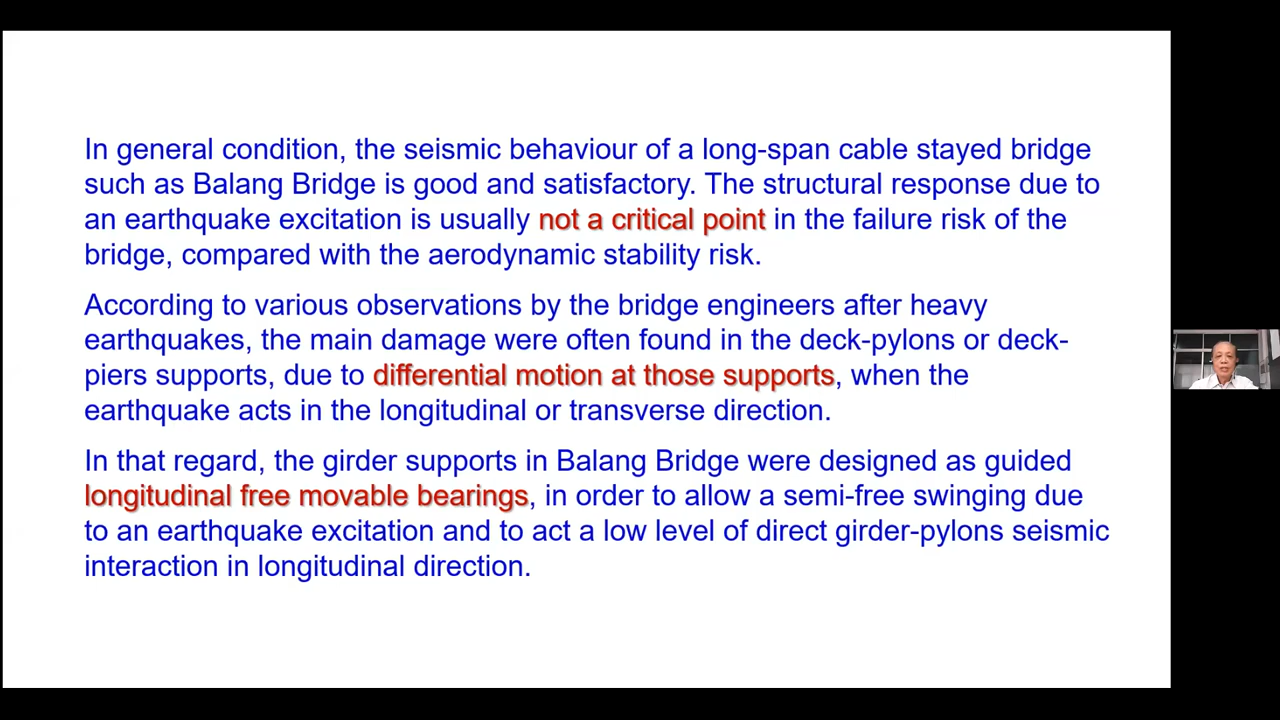 In general condition, the seismic behaviour of a long-span cable stayed bridge
such as Balang Bridge is good and satisfactory. The structural response due to
an earthquake excitation is usually not a critical point in the failure risk of the
bridge, compared with the aerodynamic stability risk.
According to various observations by the bridge engineers after heavy
earthquakes, the main damage were often found in the deck-pylons or deck-
piers supports, due to differential motion at those supports, when the
earthquake acts in the longitudinal or transverse direction.
In that regard, the girder supports in Balang Bridge were designed as guided
longitudinal free movable bearings, in order to allow a semi-free swinging due
to an earthquake excitation and to act a low level of direct girder-pylons seismic
interaction in longitudinal direction.